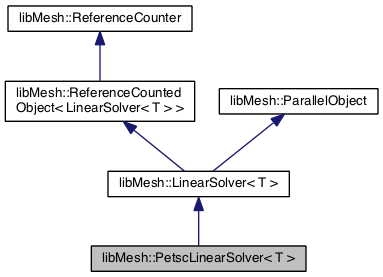 libMesh::ReferenceCounter
libMesh::ReferenceCounted
Object< LinearSolver< T > >
libMesh::ParallelObject
libMesh::LinearSolver< T >
libMesh::PetscLinearSolver< T >